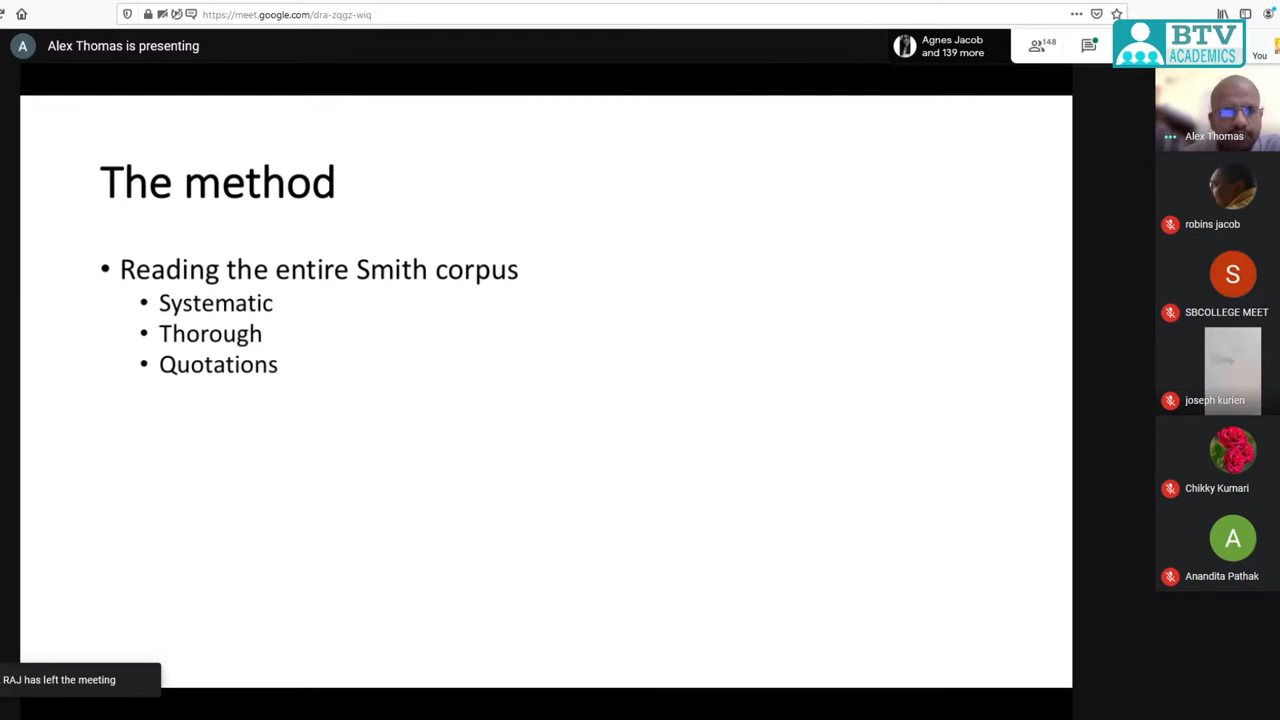 https://meet.google.com/dra-zqgz-wiq
A
Alex Thomas is presenting
Agnes Jacob
and 139 more
148
BTV
ACADEMICS
You
The method
• Reading the entire Smith corpus
• Systematic
• Thorough
• Quotations
Alex Thomas
robins jacob
S
SBCOLLEGE MEET
joseph kurien
Chikky Kumari
A
Anandita Pathak
RAJ has left the meeting